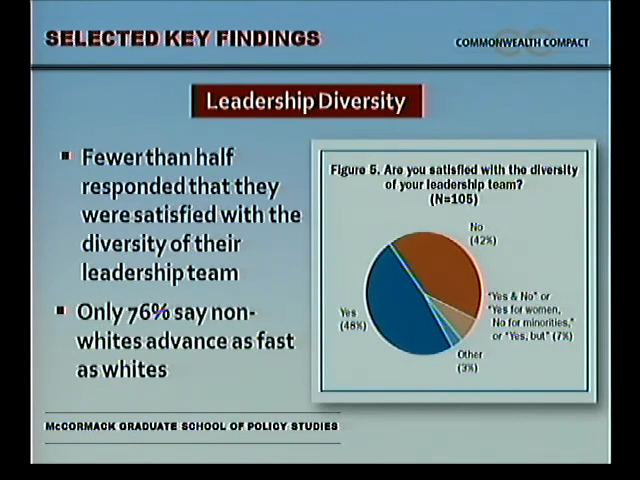 SELECTED KEY FINDINGS
COMMONWEALTH COMPACT
Leadership Diversity
▪ Fewer than half
responded that they
were satisfied with the
diversity of their
leadership team
▪ Only 76% say non-
whites advance as fast
as whites
Figure 5. Are you satisfied with the diversity
of your leadership team?
(N=105)
No
(42%)
"Yes & No" or
"Yes for women,
No for minorities,"
or "Yes, but" (7%)
Other
(3%)
Yes
(48%)
McCORMACK GRADUATE SCHOOL OF POLICY STUDIES